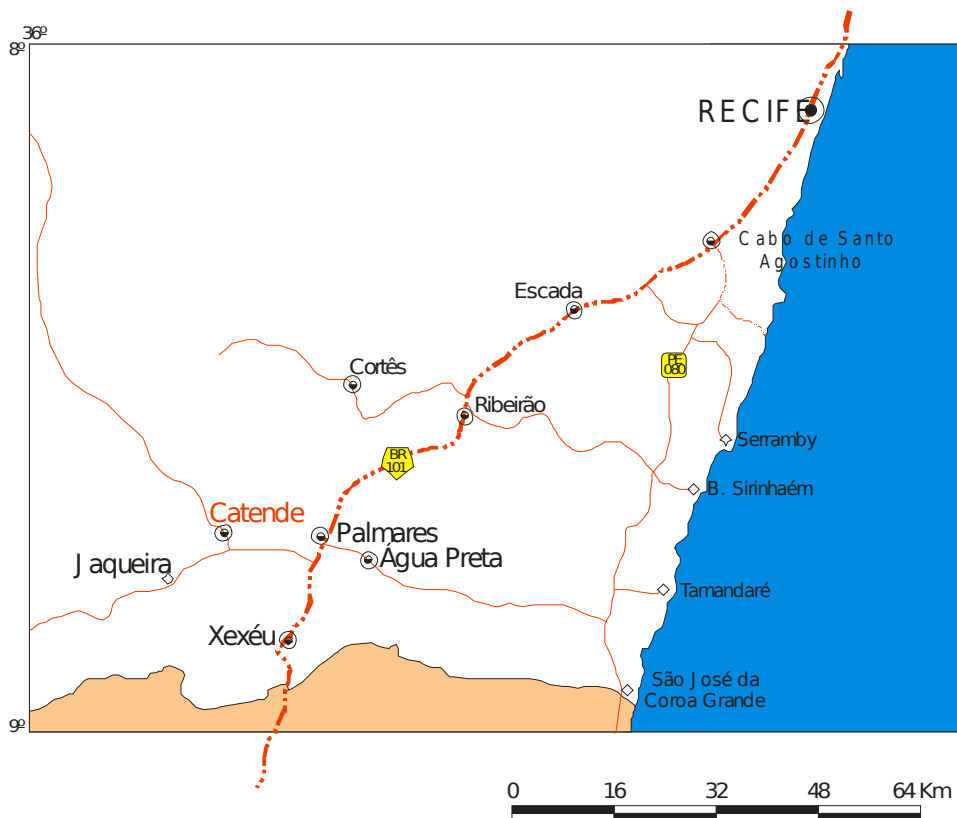 36º
8º
RECIFE
Cabo de Santo
Agostinho
Escada
Cortês
PE
080
Ribeirão
Serramby
BR
101
B. Sirinhaém
Catende
Palmares
Jaqueira
Água Preta
Tamandaré
Xexéu
São José da
Coroa Grande
9º
0 16 32 48 64 Km